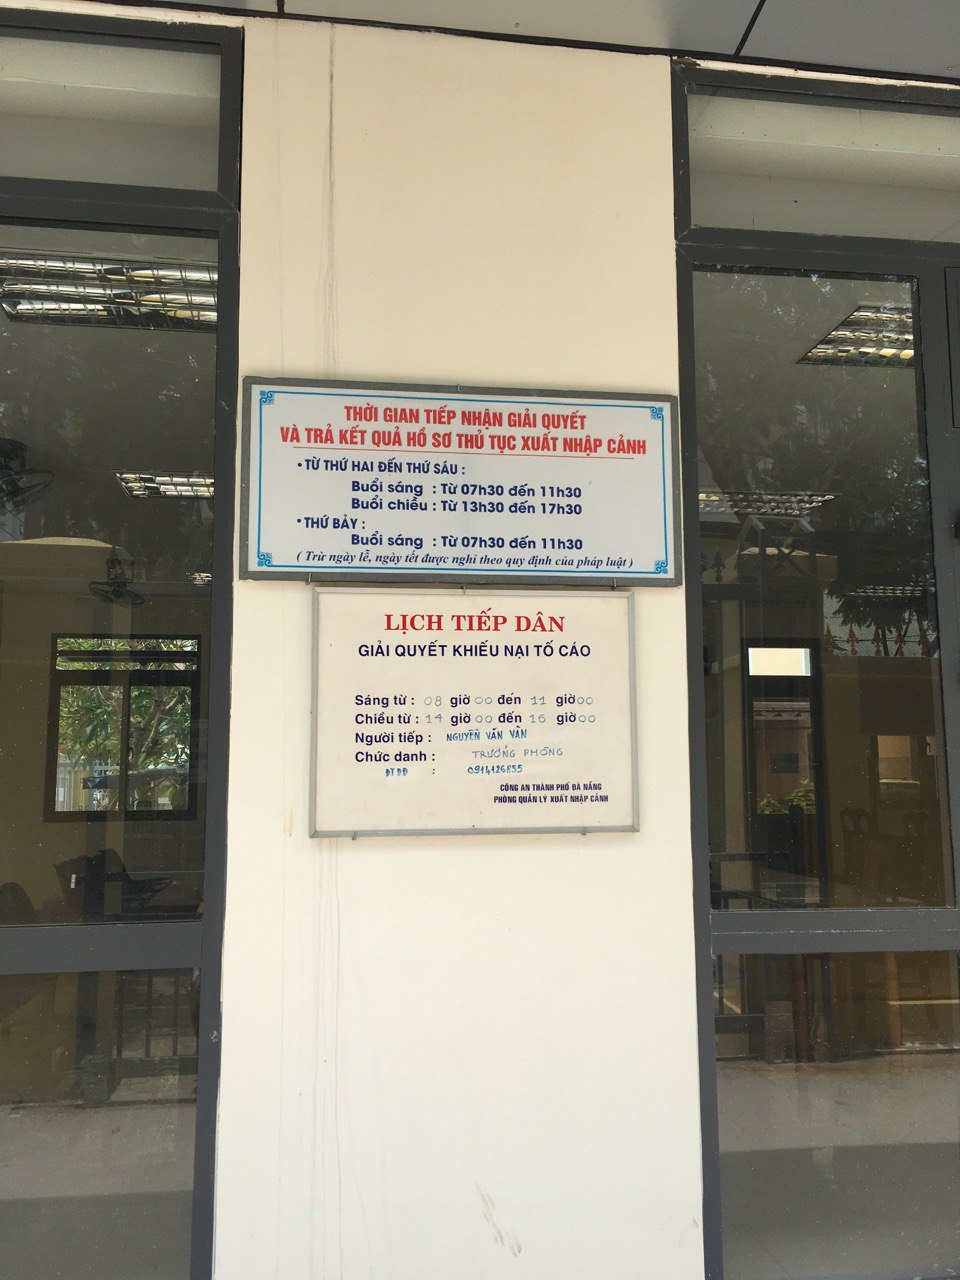 THỜI GIAN TIẾP NHẬN GIẢI QUYẾT
VÀ TRẢ KẾT QUẢ HỒ SƠ THỦ TỤC XUẤT NHẬP CẢNH
• TỪ THỨ HAI ĐẾN THỨ SÁU :
Buổi sáng : Từ 07h30 đến 11h30
Buổi chiều : Từ 13h30 đến 17h30
• THỨ BẢY :
Buổi sáng : Từ 07h30 đến 11h30
( Trừ ngày lễ, ngày tết được nghỉ theo quy định của pháp luật )
LỊCH TIẾP DÂN
GIẢI QUYẾT KHIẾU NẠI TỐ CÁO
Sáng từ : 08 giờ 00 đến 11 giờ 00
Chiều từ : 14 giờ 00 đến 16 giờ 00
Người tiếp : NGUYỄN VĂN VÂN
Chức danh : TRƯỞNG PHÒNG
ĐTDĐ : 0914126855
CÔNG AN THÀNH PHỐ ĐÀ NẴNG
PHÒNG QUẢN LÝ XUẤT NHẬP CẢNH